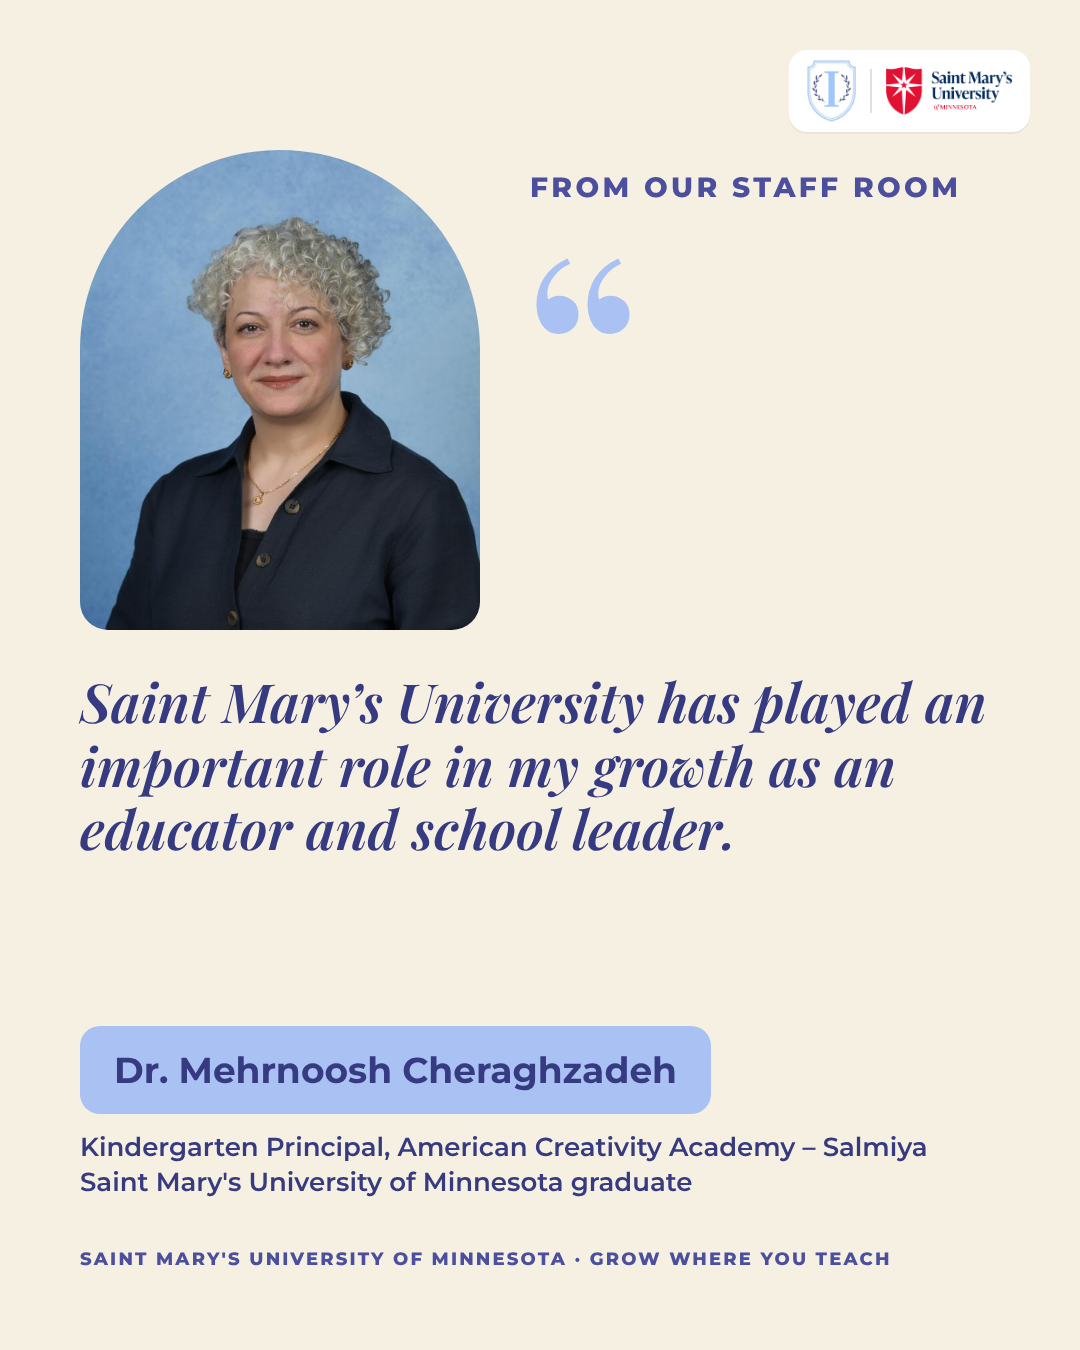 I
Saint Mary’s
University
of MINNESOTA
FROM OUR STAFF ROOM
“
Saint Mary’s University has played an
important role in my growth as an
educator and school leader.
Dr. Mehrnoosh Cheraghzadeh
Kindergarten Principal, American Creativity Academy – Salmiya
Saint Mary's University of Minnesota graduate
SAINT MARY'S UNIVERSITY OF MINNESOTA · GROW WHERE YOU TEACH